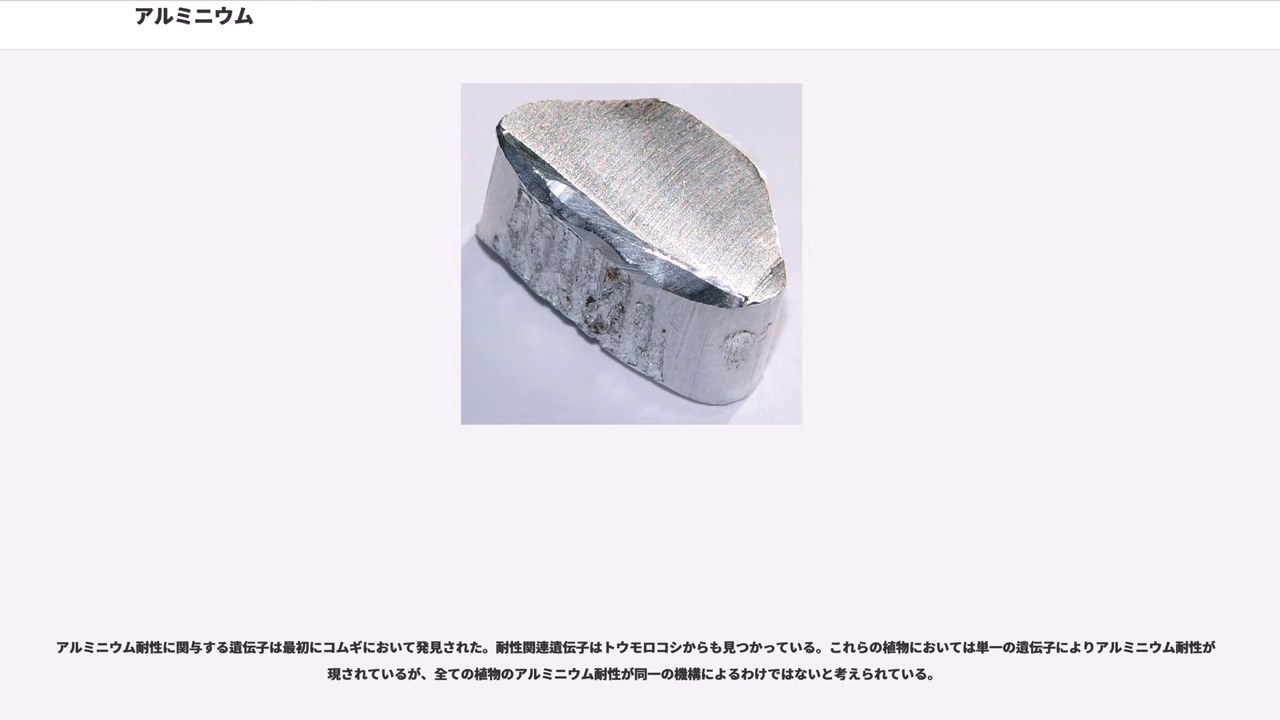 アルミニウム
アルミニウム耐性に関与する遺伝子は最初にコムギにおいて発見された。耐性関連遺伝子はトウモロコシからも見つかっている。これらの植物においては単一の遺伝子によりアルミニウム耐性が
現されているが、全ての植物のアルミニウム耐性が同一の機構によるわけではないと考えられている。